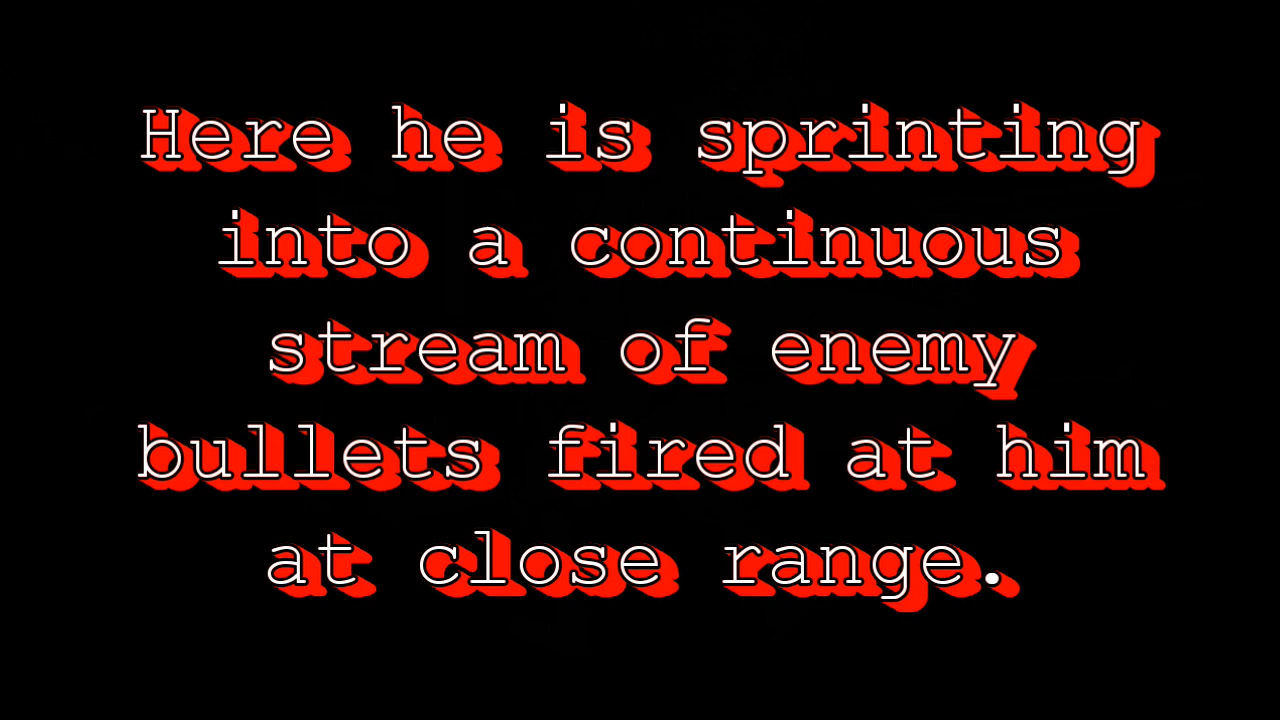 Here he is sprinting
into a continuous
stream of enemy
bullets fired at him
at close range.